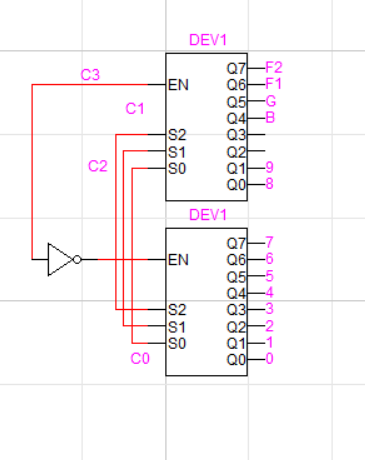 DEV1
C3
EN
Q7 F2
Q6 F1
C1
Q5 G
Q4 B
S2
Q3
S1
Q2
C2
S0
Q1 9
Q0 8
DEV1
Q7 7
EN
Q6 6
Q5 5
Q4 4
S2
Q3 3
S1
Q2 2
S0
Q1 1
C0
Q0 0